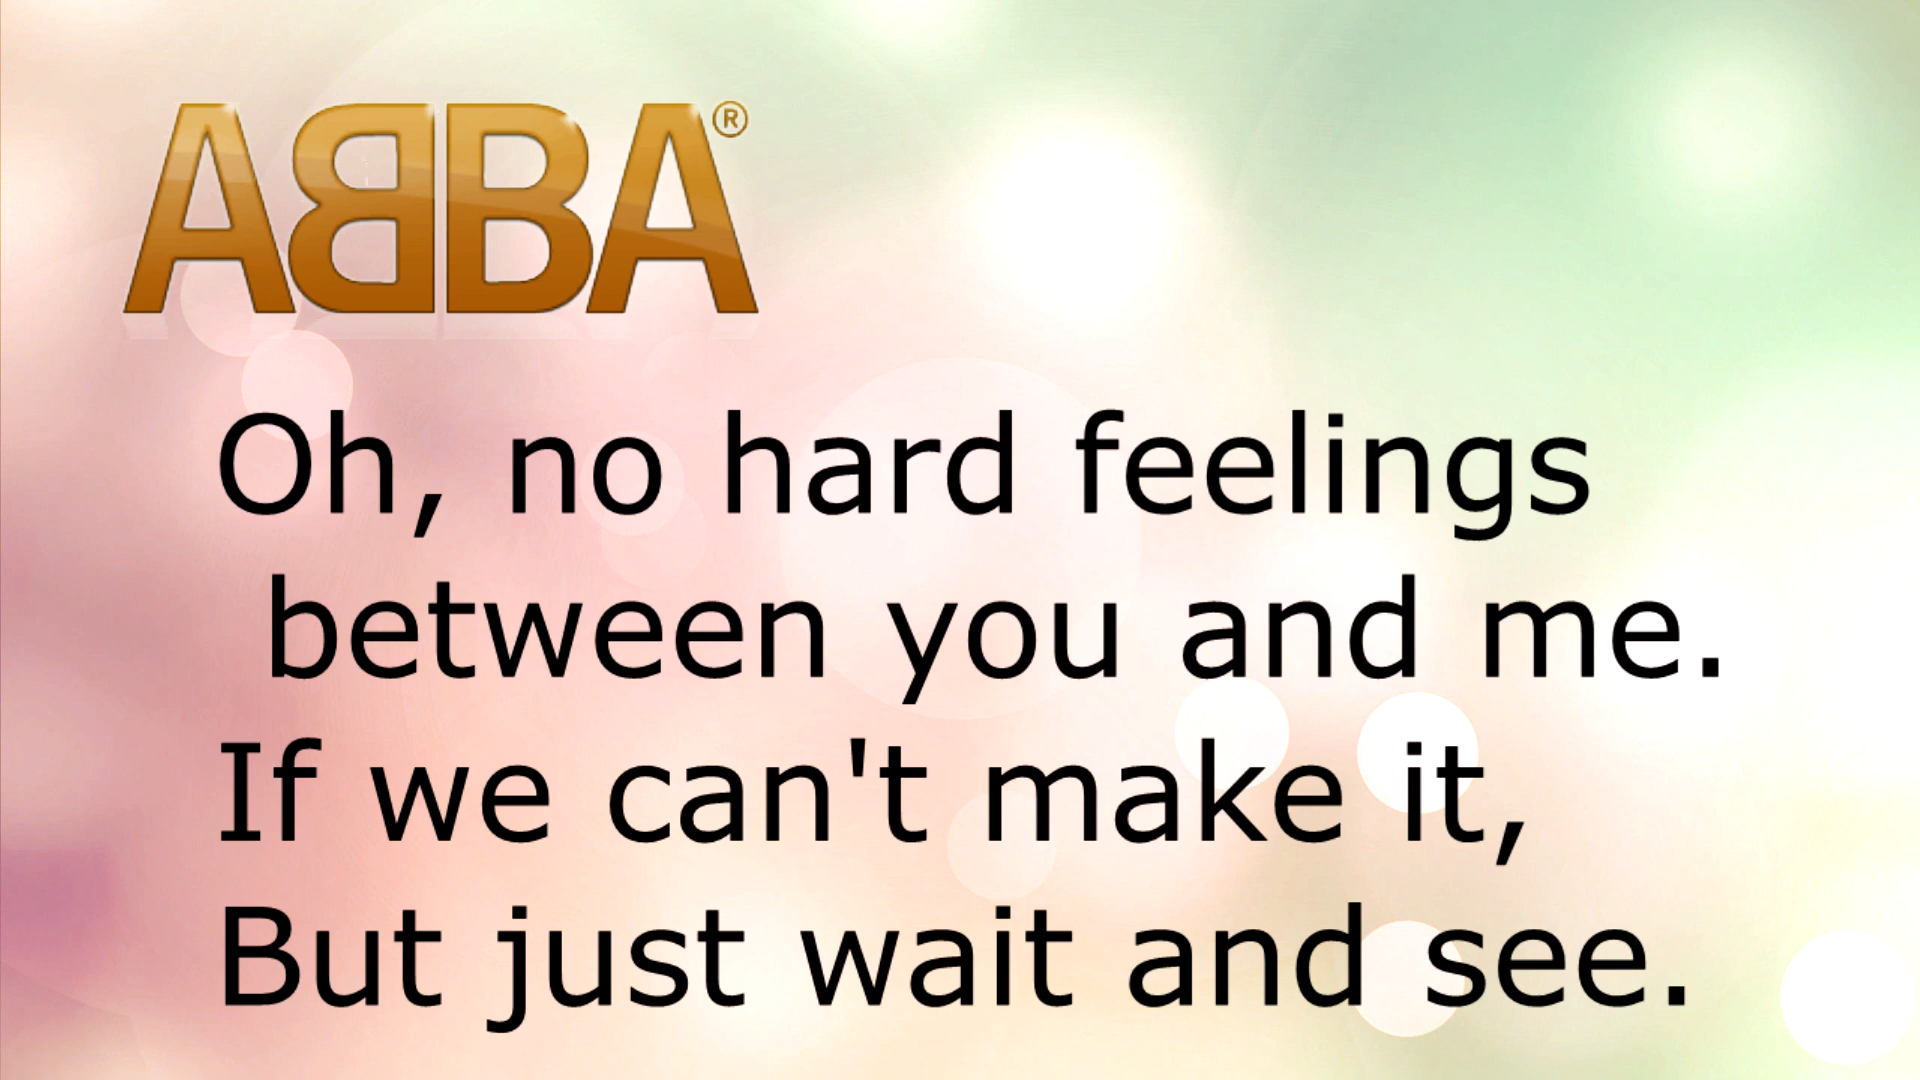 ABBA®
Oh, no hard feelings
between you and me.
If we can't make it,
But just wait and see.